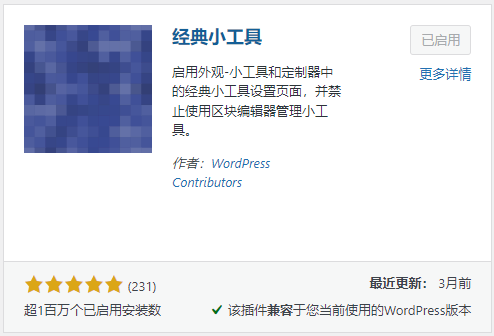 经典小工具
已启用
更多详情
启用外观-小工具和定制器中
的经典小工具设置页面，并禁
止使用区块编辑器管理小工
具。
作者：WordPress
Contributors
(231)
最近更新： 3月前
超1百万个已启用安装数
该插件兼容于您当前使用的WordPress版本